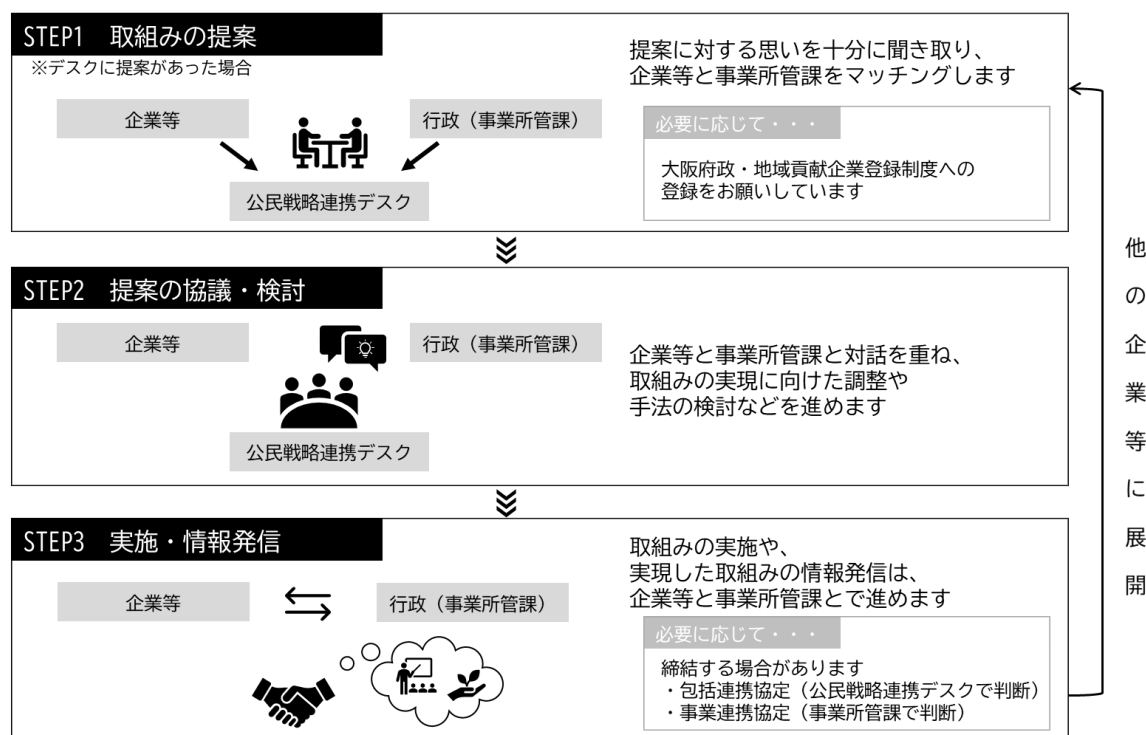 STEP1 取組みの提案
※デスクに提案があった場合
企業等
行政（事業所管課）
公民戦略連携デスク
提案に対する思いを十分に聞き取り、
企業等と事業所管課をマッチングします
必要に応じて・・・
大阪府政・地域貢献企業登録制度への
登録をお願いしています
STEP2 提案の協議・検討
企業等
行政（事業所管課）
公民戦略連携デスク
企業等と事業所管課と対話を重ね、
取組みの実現に向けた調整や
手法の検討などを進めます
STEP3 実施・情報発信
企業等
行政（事業所管課）
取組みの実施や、
実現した取組みの情報発信は、
企業等と事業所管課とで進めます
必要に応じて・・・
締結する場合があります
・包括連携協定（公民戦略連携デスクで判断）
・事業連携協定（事業所管課で判断）
他の企業等に展開